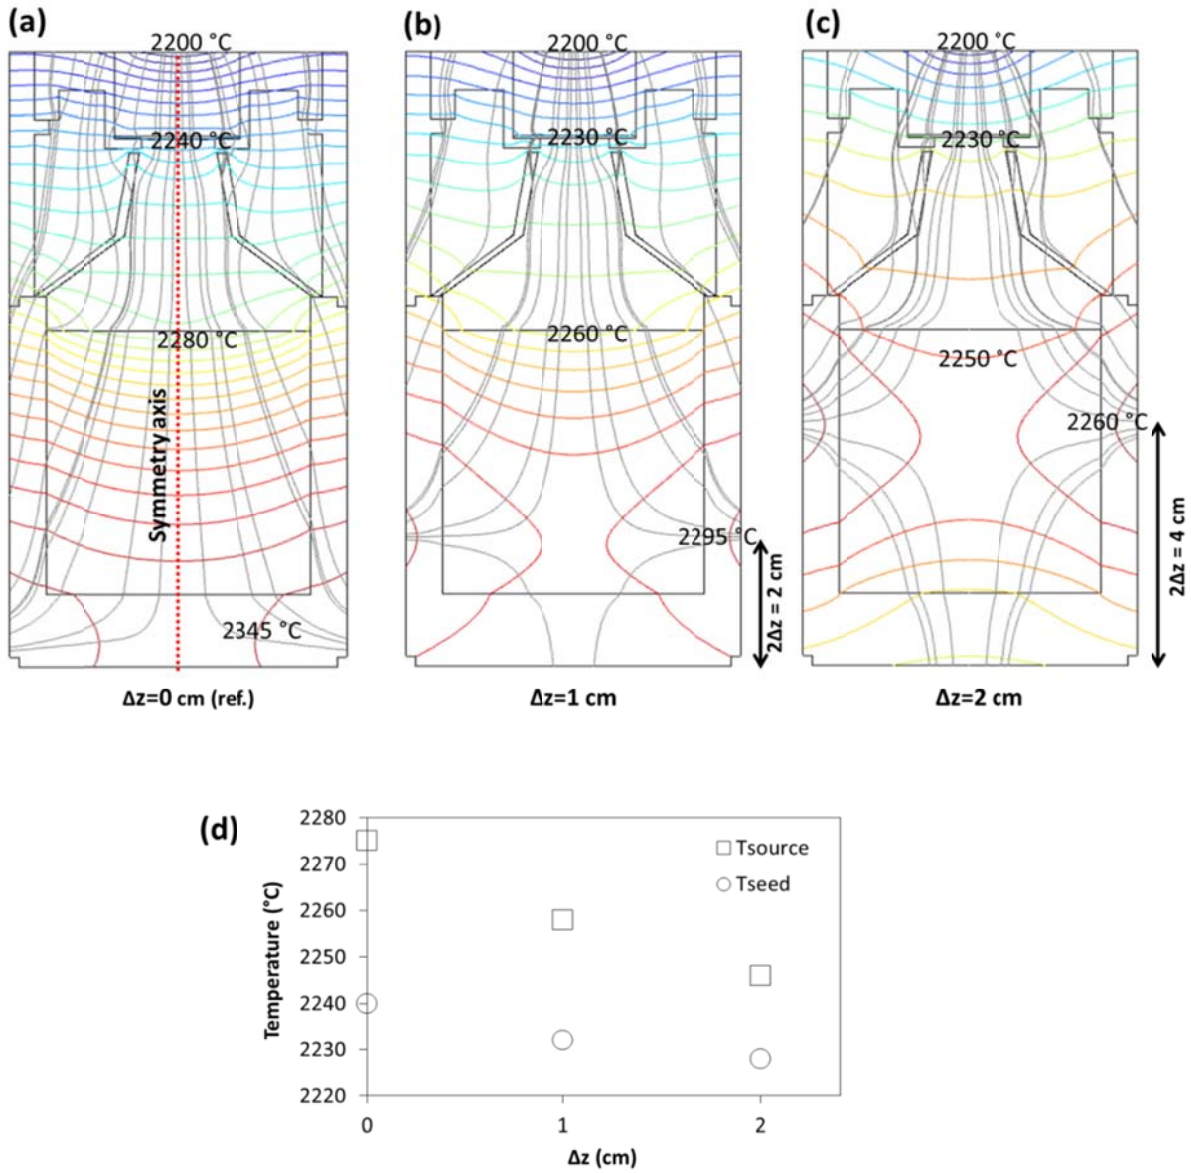 (a)
2200 °C
2240 °C
2280 °C
Symmetry axis
2345 °C
Δz=0 cm (ref.)
(b)
2200 °C
2230 °C
2260 °C
2295 °C
2Δz = 2 cm
Δz=1 cm
(c)
2200 °C
2230 °C
2250 °C
2260 °C
2Δz = 4 cm
Δz=2 cm
(d)
Temperature (°C)
2280
2270
2260
2250
2240
2230
2220
Tsource
Tseed
0 1 2
Δz (cm)